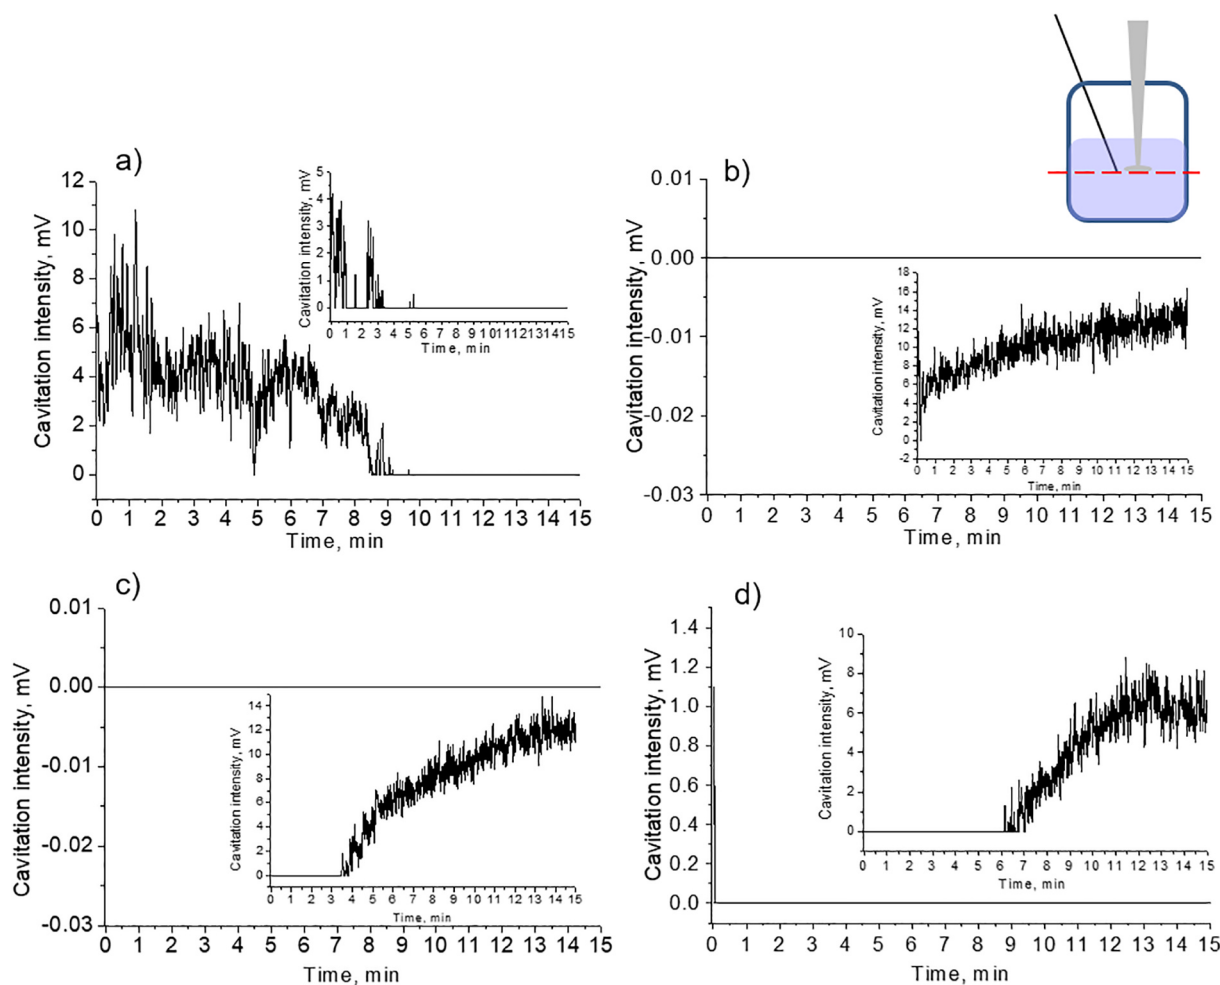 a)
12
10
8
6
4
2
0
Cavitation intensity, mV
0 1 2 3 4 5 6 7 8 9 10 11 12 13 14 15
Time, min
5
4
3
2
1
0
Cavitation intensity, mV
0 1 2 3 4 5 6 7 8 9 10 11 12 13 14 15
Time, min
b)
0.01
0.00
-0.01
-0.02
-0.03
Cavitation intensity, mV
0 1 2 3 4 5 6 7 8 9 10 11 12 13 14 15
Time, min
18
16
14
12
10
8
6
4
2
0
-2
Cavitation intensity, mV
0 1 2 3 4 5 6 7 8 9 10 11 12 13 14 15
Time, min
c)
0.01
0.00
-0.01
-0.02
-0.03
Cavitation intensity, mV
0 1 2 3 4 5 6 7 8 9 10 11 12 13 14 15
Time, min
14
12
10
8
6
4
2
0
Cavitation intensity, mV
0 1 2 3 4 5 6 7 8 9 10 11 12 13 14 15
Time, min
d)
1.4
1.2
1.0
0.8
0.6
0.4
0.2
0.0
Cavitation intensity, mV
0 1 2 3 4 5 6 7 8 9 10 11 12 13 14 15
Time, min
10
8
6
4
2
0
Cavitation intensity, mV
0 1 2 3 4 5 6 7 8 9 10 11 12 13 14 15
Time, min